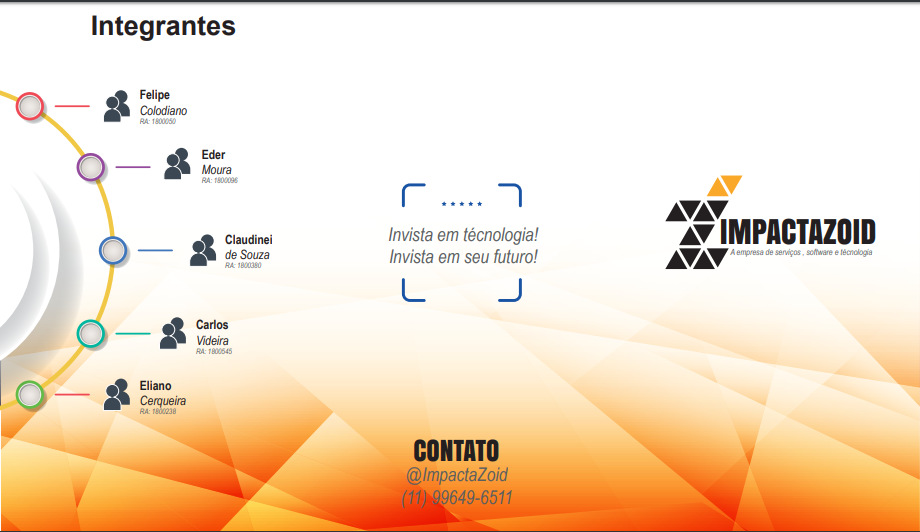 Integrantes
Felipe
Colodiano
RA: 1800050
Eder
Moura
RA: 1800096
Claudinei
de Souza
RA: 1800380
Carlos
Videira
RA: 1800545
Eliano
Cerqueira
RA: 1800238
Invista em técnologia!
Invista em seu futuro!
CONTATO
@ImpactaZoid
(11) 99649-6511
IMPACTAZOID
A empresa de serviços , software e técnologia